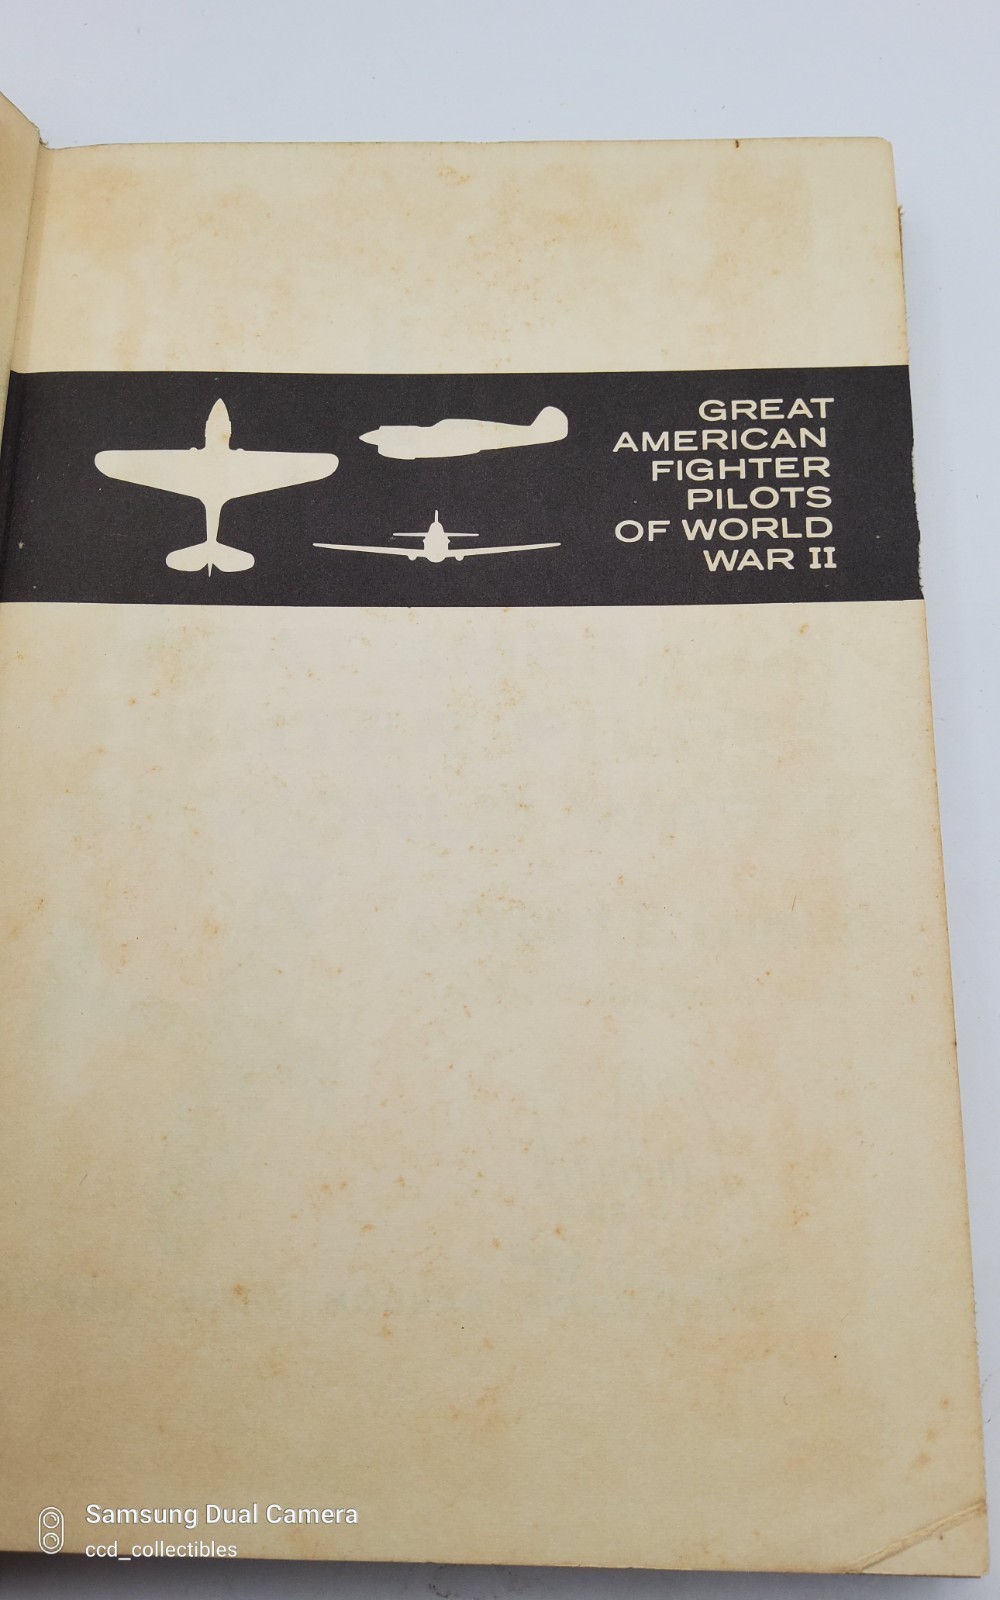 GREAT
AMERICAN
FIGHTER
PILOTS
OF WORLD
WAR II
Samsung Dual Camera
ccd_collectibles